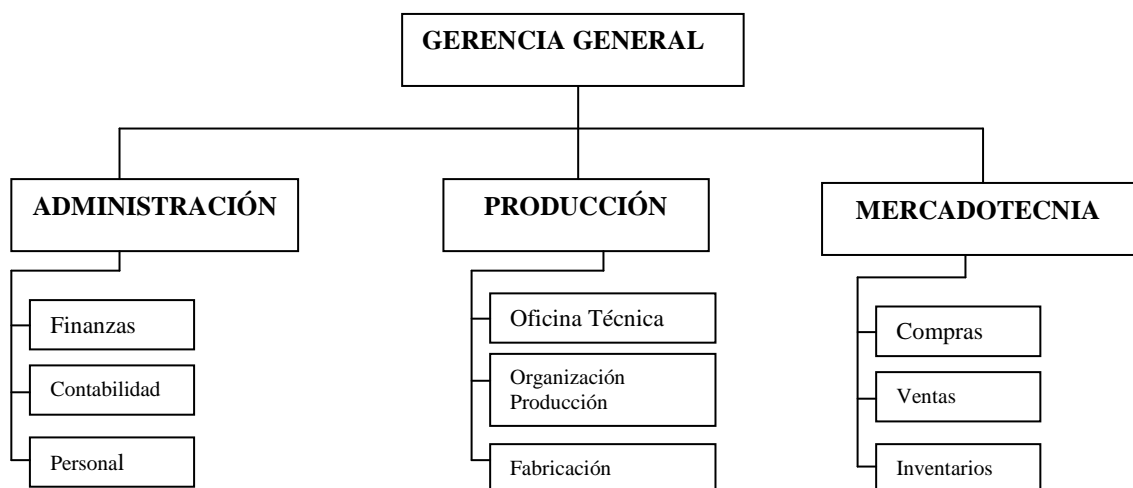 GERENCIA GENERAL
ADMINISTRACIÓN
PRODUCCIÓN
MERCADOTECNIA
Finanzas
Contabilidad
Personal
Oficina Técnica
Organización
Producción
Fabricación
Compras
Ventas
Inventarios